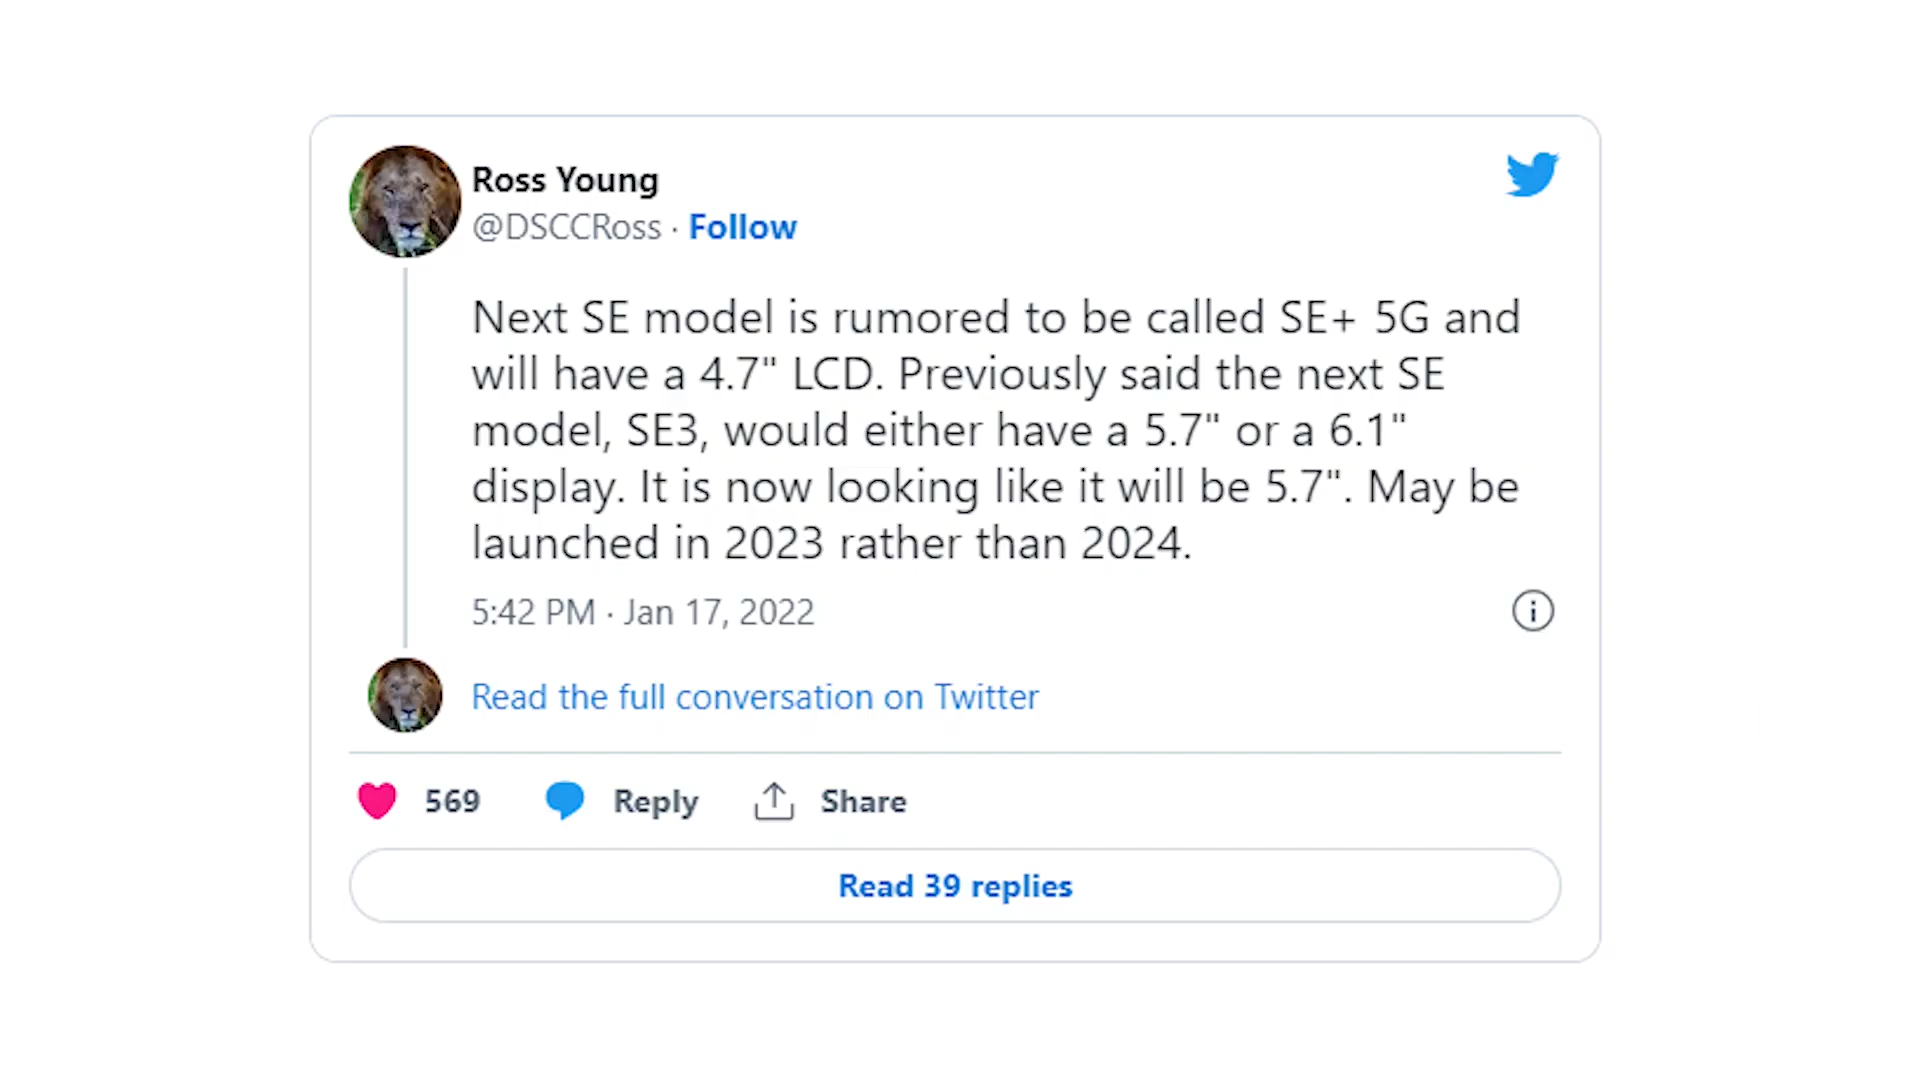 Ross Young
@DSCCRoss · Follow
Next SE model is rumored to be called SE+ 5G and
will have a 4.7" LCD. Previously said the next SE
model, SE3, would either have a 5.7" or a 6.1"
display. It is now looking like it will be 5.7". May be
launched in 2023 rather than 2024.
5:42 PM · Jan 17, 2022
Read the full conversation on Twitter
569 Reply Share
Read 39 replies